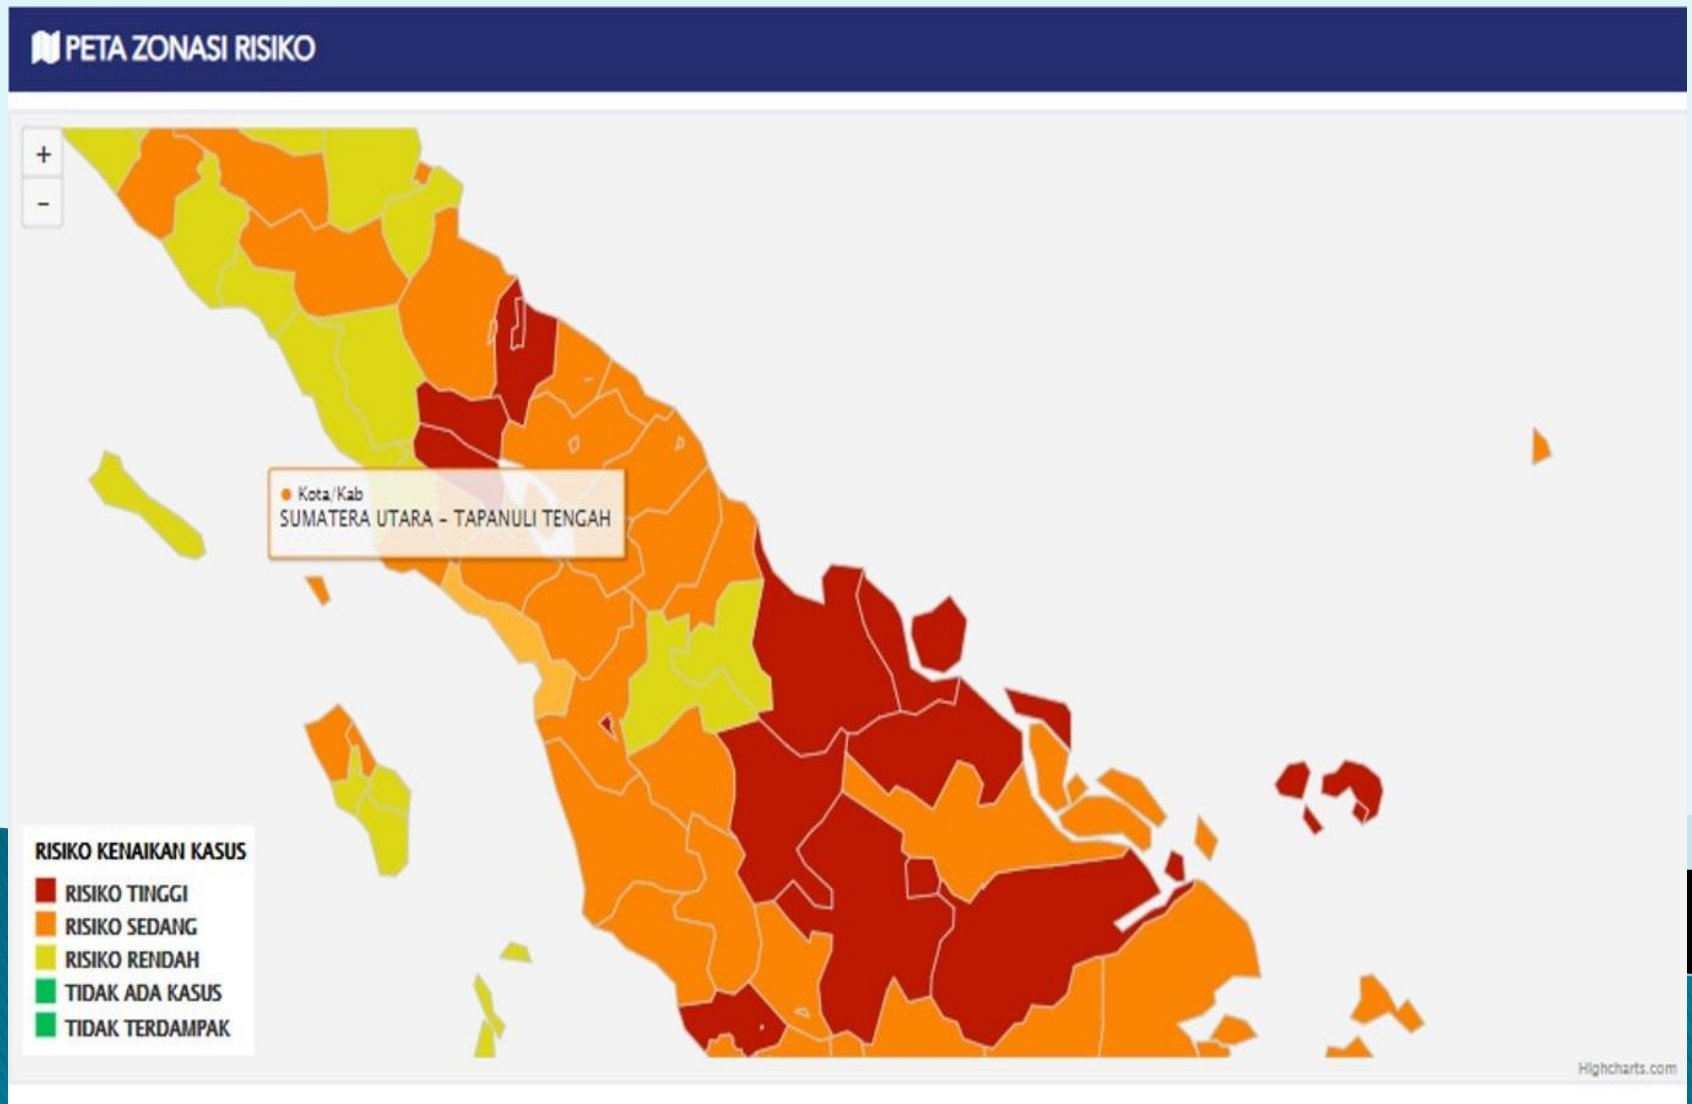 PETA ZONASI RISIKO
+
-
Kota/Kab
SUMATERA UTARA - TAPANULI TENGAH
RISIKO KENAIKAN KASUS
RISIKO TINGGI
RISIKO SEDANG
RISIKO RENDAH
TIDAK ADA KASUS
TIDAK TERDAMPAK
Highcharts.com